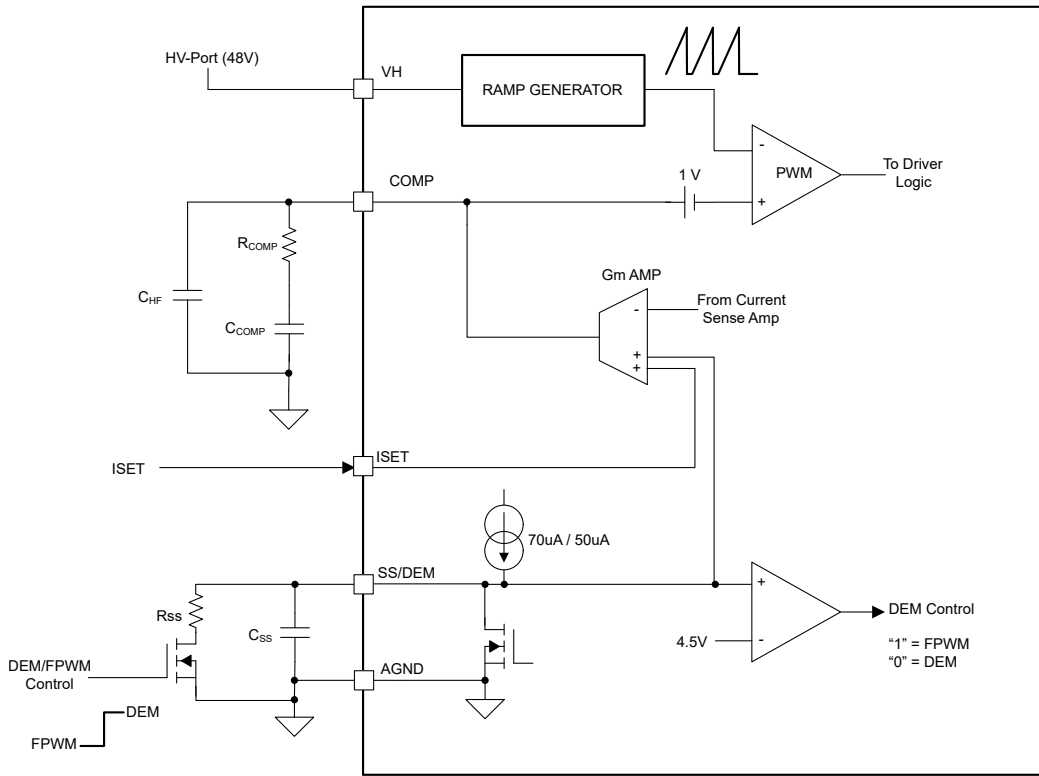 HV-Port (48V)
VH
RAMP GENERATOR
COMP
1 V
-
PWM
+
To Driver
Logic
RCOMP
CHF
CCOMP
Gm AMP
-
From Current
Sense Amp
+
+
ISET
ISET
70uA / 50uA
SS/DEM
Rss
CSS
+
4.5V
-
DEM Control
"1" = FPWM
"0" = DEM
AGND
DEM/FPWM
Control
DEM
FPWM